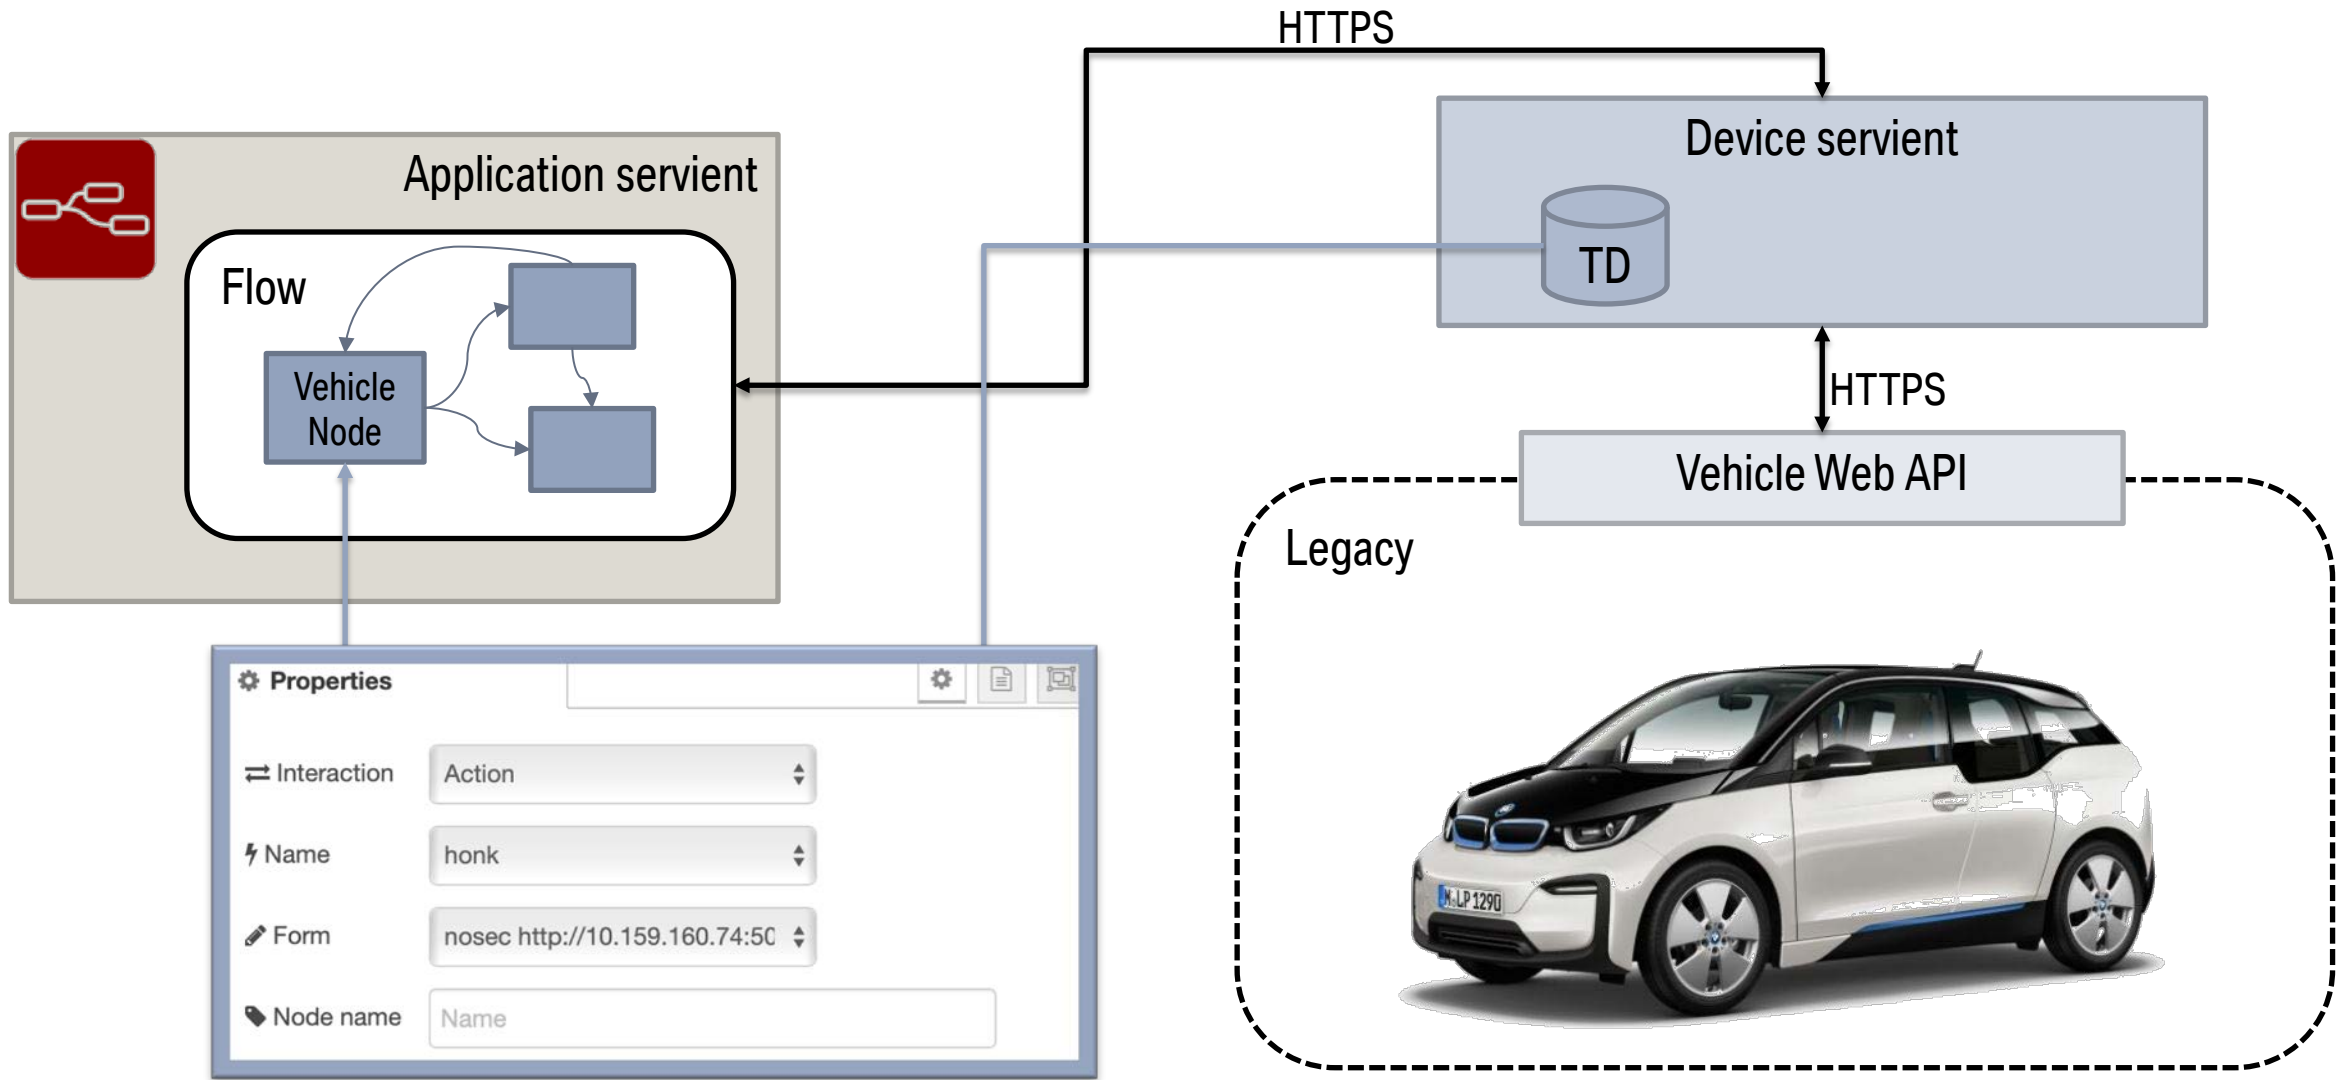 HTTPS
Device servient
Application servient
TD
Flow
Vehicle
Node
HTTPS
Vehicle Web API
Legacy
Properties
Interaction
Action
Name
honk
Form
nosec http://10.159.160.74:50
Node name
Name
M LP 1290